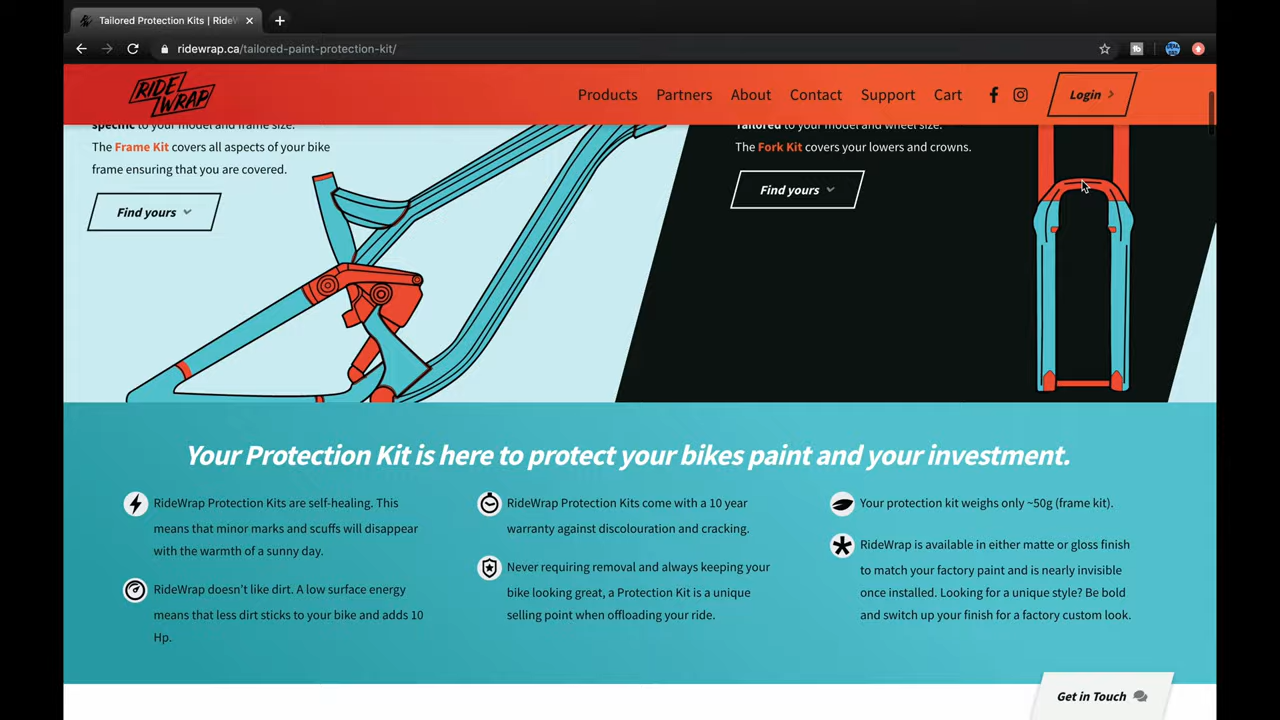 Tailored Protection Kits | RideW
ridewrap.ca/tailored-paint-protection-kit/
RIDE
WRAP
Products
Partners
About
Contact
Support
Cart
Login
specific to your model and frame size.
The Frame Kit covers all aspects of your bike
frame ensuring that you are covered.
Find yours
Tailored to your model and wheel size.
The Fork Kit covers your lowers and crowns.
Find yours
Your Protection Kit is here to protect your bikes paint and your investment.
RideWrap Protection Kits are self-healing. This
means that minor marks and scuffs will disappear
with the warmth of a sunny day.
RideWrap doesn't like dirt. A low surface energy
means that less dirt sticks to your bike and adds 10
Hp.
RideWrap Protection Kits come with a 10 year
warranty against discolouration and cracking.
Never requiring removal and always keeping your
bike looking great, a Protection Kit is a unique
selling point when offloading your ride.
Your protection kit weighs only ~50g (frame kit).
RideWrap is available in either matte or gloss finish
to match your factory paint and is nearly invisible
once installed. Looking for a unique style? Be bold
and switch up your finish for a factory custom look.
Get in Touch